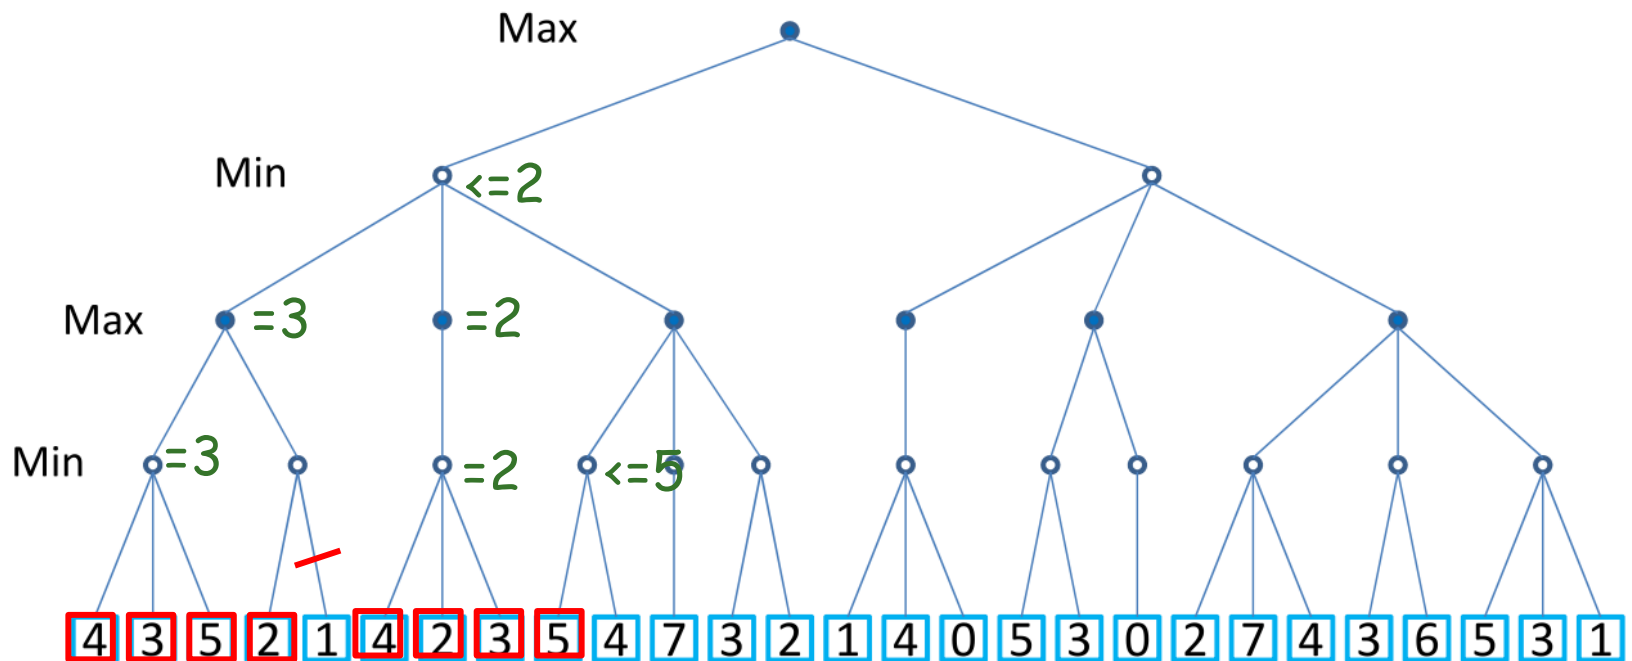 Max
Min <=2
Max =3 =2
Min =3 =2 <=5
4 3 5 2 1 4 2 3 5 4 7 3 2 1 4 0 5 3 0 2 7 4 3 6 5 3 1